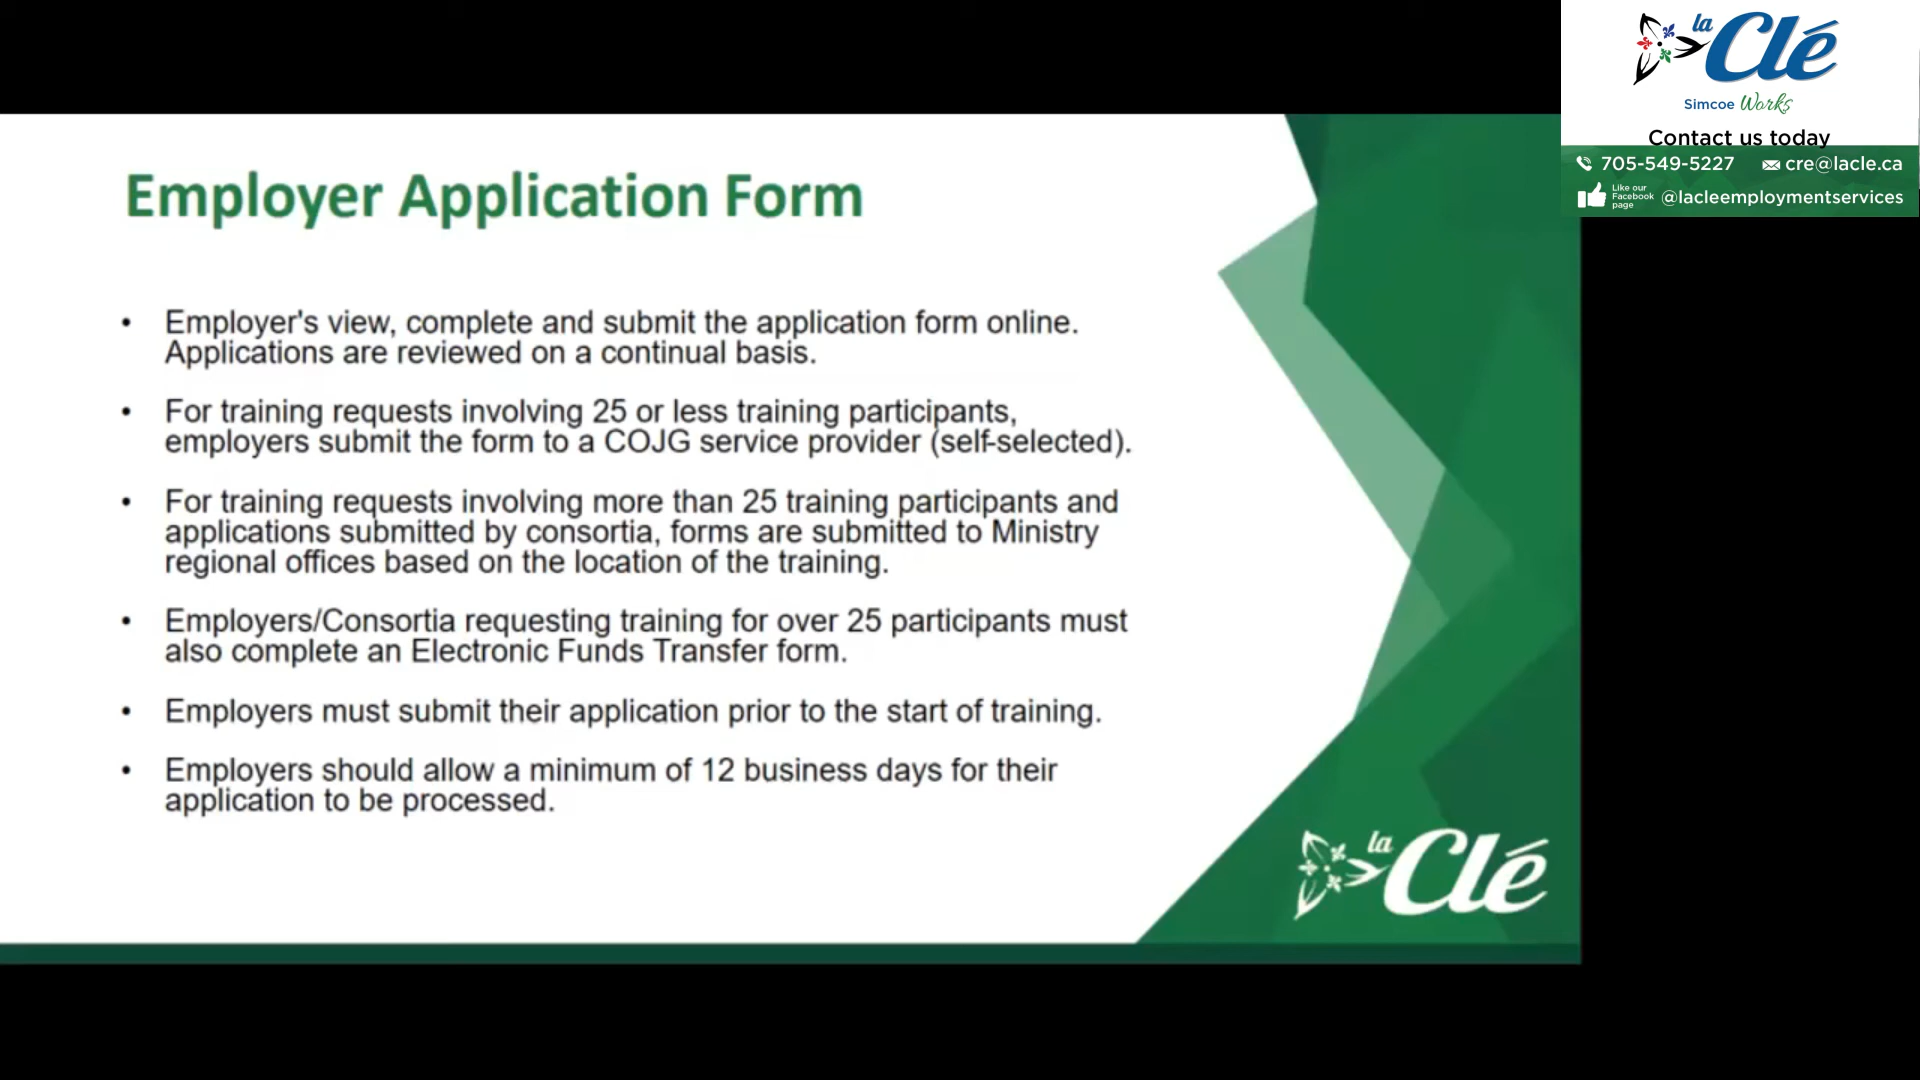 la Clé
Simcoe Works
Contact us today
705-549-5227 cre@lacle.ca
Like our
Facebook
page
@lacleemploymentservices
Employer Application Form
• Employer's view, complete and submit the application form online.
Applications are reviewed on a continual basis.
• For training requests involving 25 or less training participants,
employers submit the form to a COJG service provider (self-selected).
• For training requests involving more than 25 training participants and
applications submitted by consortia, forms are submitted to Ministry
regional offices based on the location of the training.
• Employers/Consortia requesting training for over 25 participants must
also complete an Electronic Funds Transfer form.
• Employers must submit their application prior to the start of training.
• Employers should allow a minimum of 12 business days for their
application to be processed.
la Clé